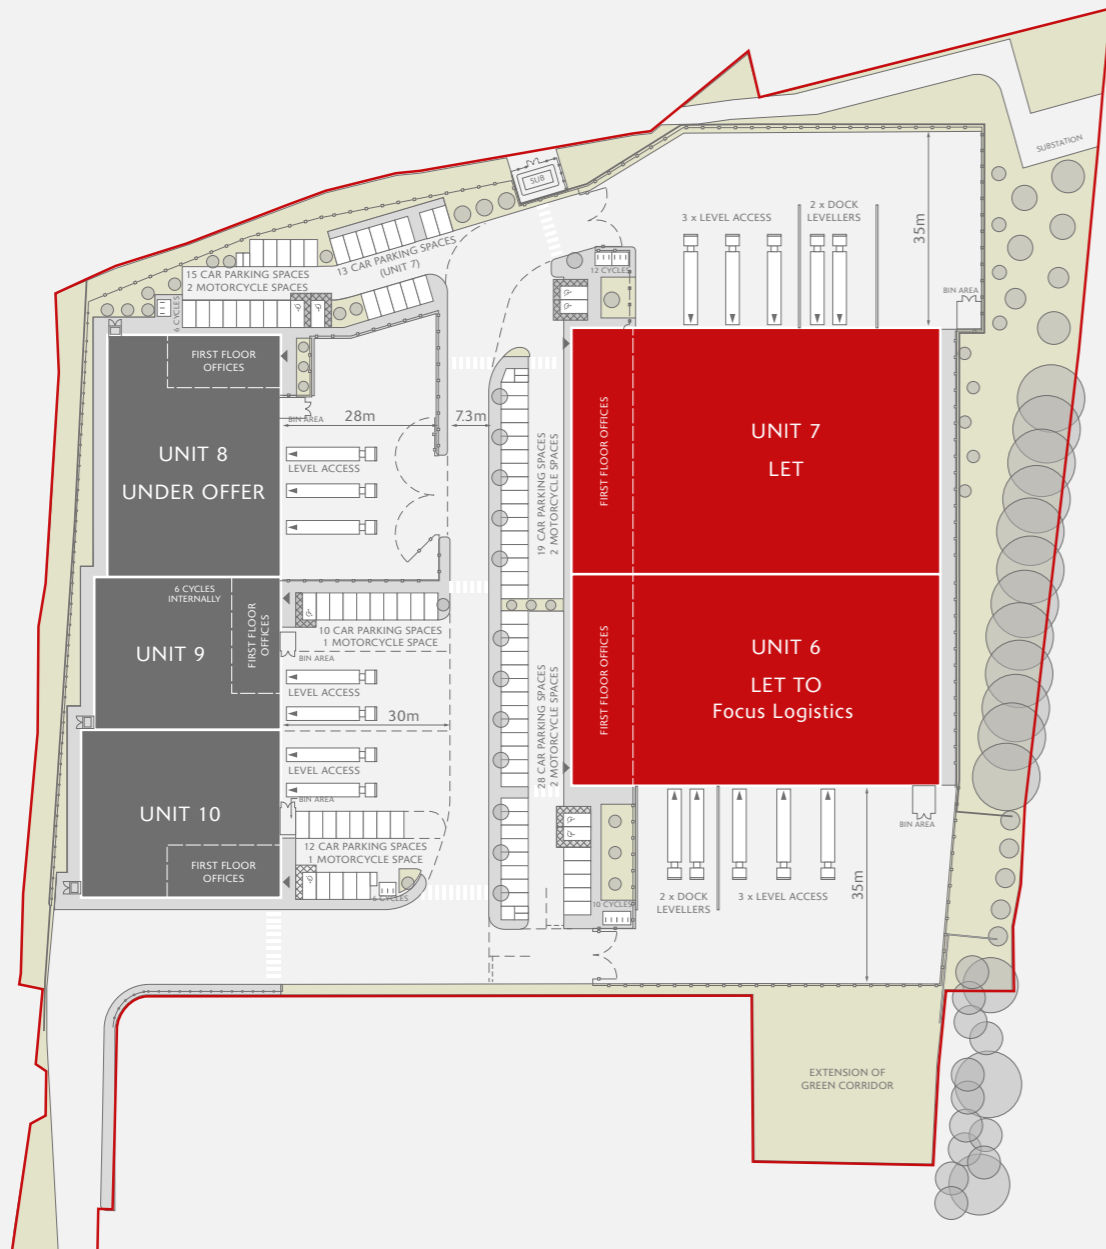 SUBSTATION
SUB
2 x DOCK
LEVELLERS
3 x LEVEL ACCESS
35m
13 CAR PARKING SPACES
(UNIT 7)
15 CAR PARKING SPACES
2 MOTORCYCLE SPACES
12 CYCLES
BIN AREA
6 CYCLES
FIRST FLOOR
OFFICES
BIN AREA
28m
7.3m
UNIT 8
UNDER OFFER
LEVEL ACCESS
19 CAR PARKING SPACES
2 MOTORCYCLE SPACES
FIRST FLOOR OFFICES
UNIT 7
LET
6 CYCLES
INTERNALLY
FIRST FLOOR
OFFICES
UNIT 9
10 CAR PARKING SPACES
1 MOTORCYCLE SPACE
BIN AREA
LEVEL ACCESS
30m
28 CAR PARKING SPACES
2 MOTORCYCLE SPACES
FIRST FLOOR OFFICES
UNIT 6
LET TO
Focus Logistics
LEVEL ACCESS
BIN AREA
UNIT 10
12 CAR PARKING SPACES
1 MOTORCYCLE SPACE
FIRST FLOOR
OFFICES
6 CYCLES
10 CYCLES
2 x DOCK
LEVELLERS
3 x LEVEL ACCESS
35m
BIN AREA
EXTENSION OF
GREEN CORRIDOR